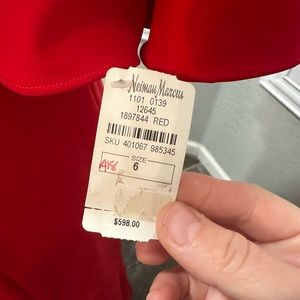 Neiman Marcus
1101 0139
12645
1897844 RED
SKU 401067 985345
SIZE
6
$598.00